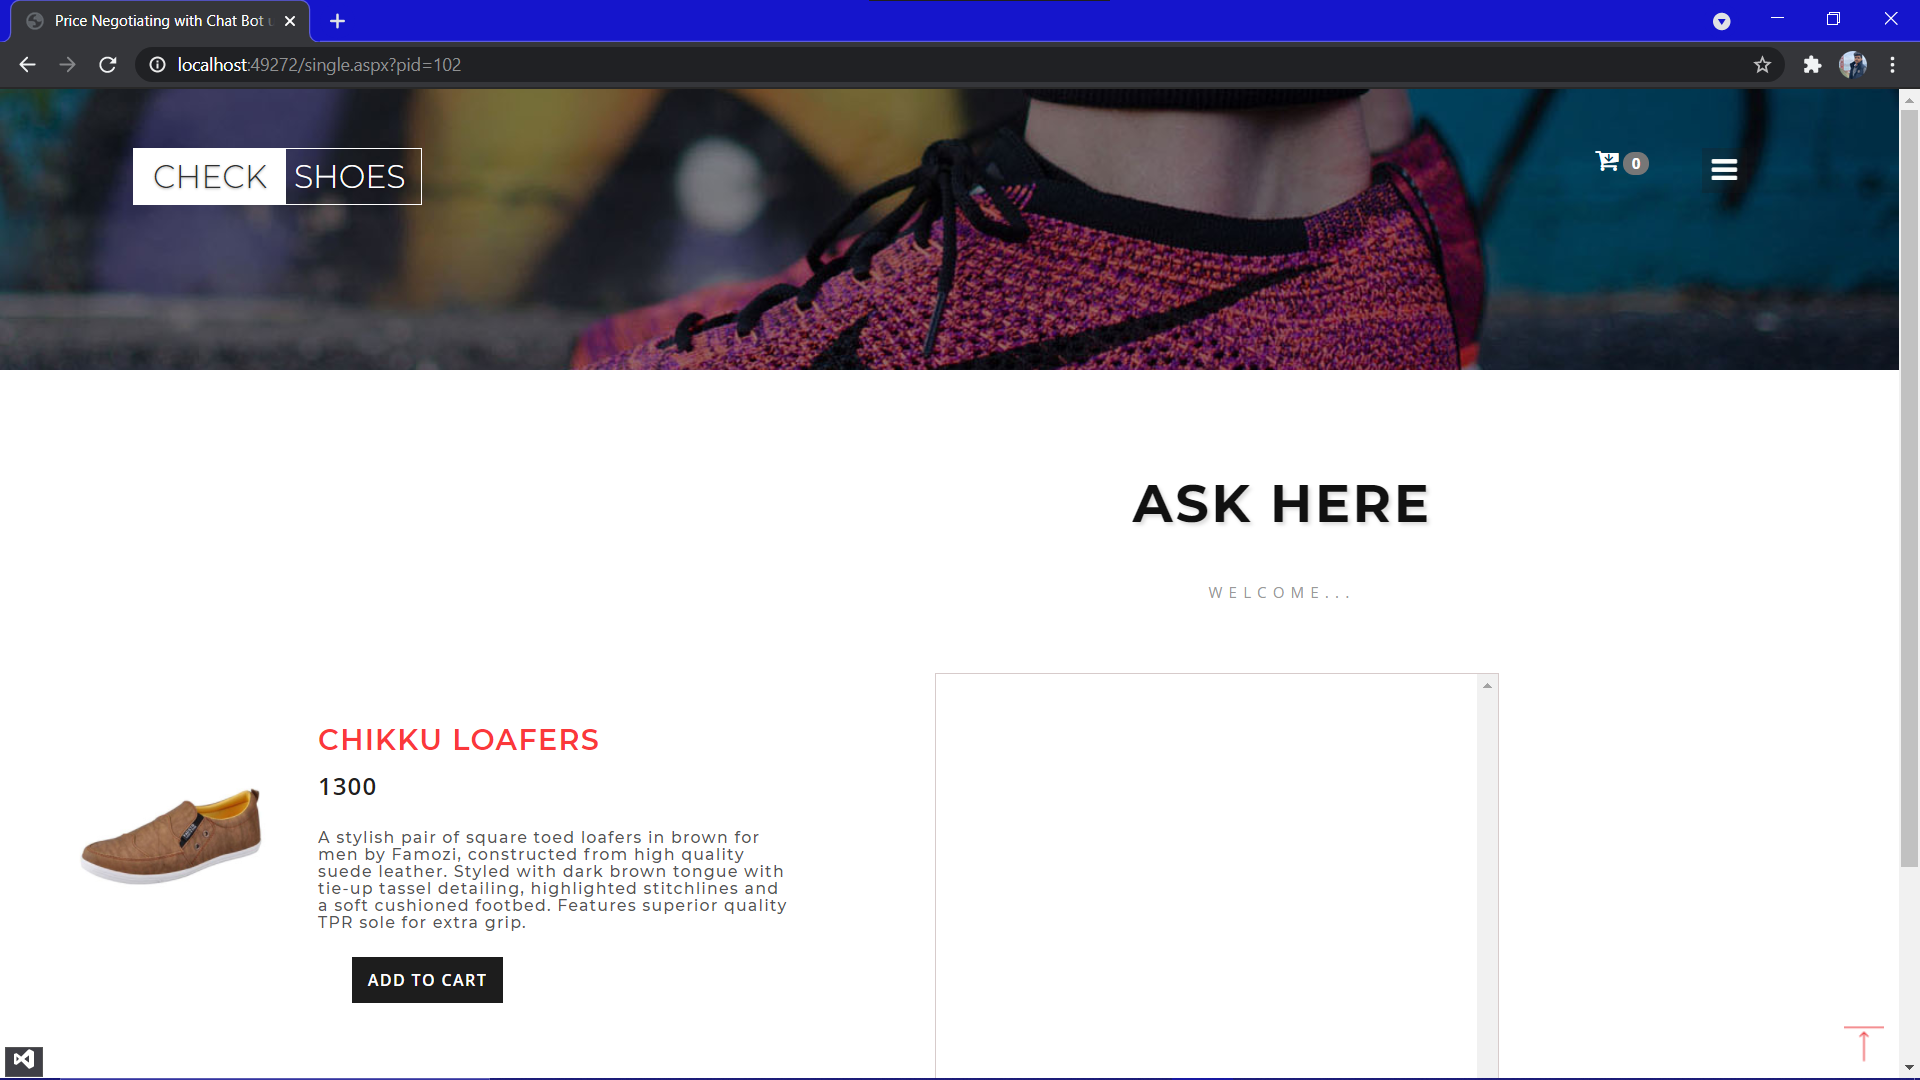 Price Negotiating with Chat Bot
localhost:49272/single.aspx?pid=102
CHECK SHOES
0
ASK HERE
WELCOME...
CHIKKU LOAFERS
1300
A stylish pair of square toed loafers in brown for
men by Famozi, constructed from high quality
suede leather. Styled with dark brown tongue with
tie-up tassel detailing, highlighted stitchlines and
a soft cushioned footbed. Features superior quality
TPR sole for extra grip.
ADD TO CART